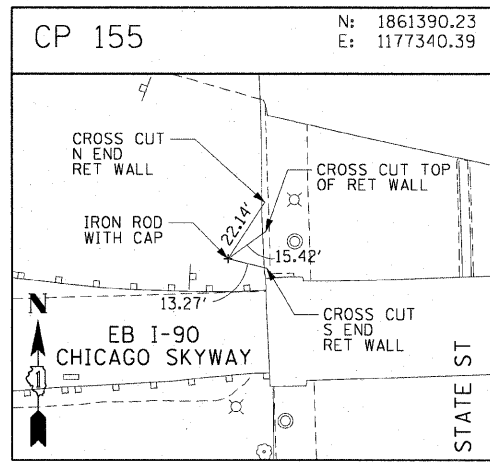 CP 155
N: 1861390.23
E: 1177340.39
CROSS CUT
N END
RET WALL
CROSS CUT TOP
OF RET WALL
22.14'
IRON ROD
WITH CAP
15.42'
13.27'
CROSS CUT
S END
RET WALL
N
EB I-90
CHICAGO SKYWAY
STATE ST